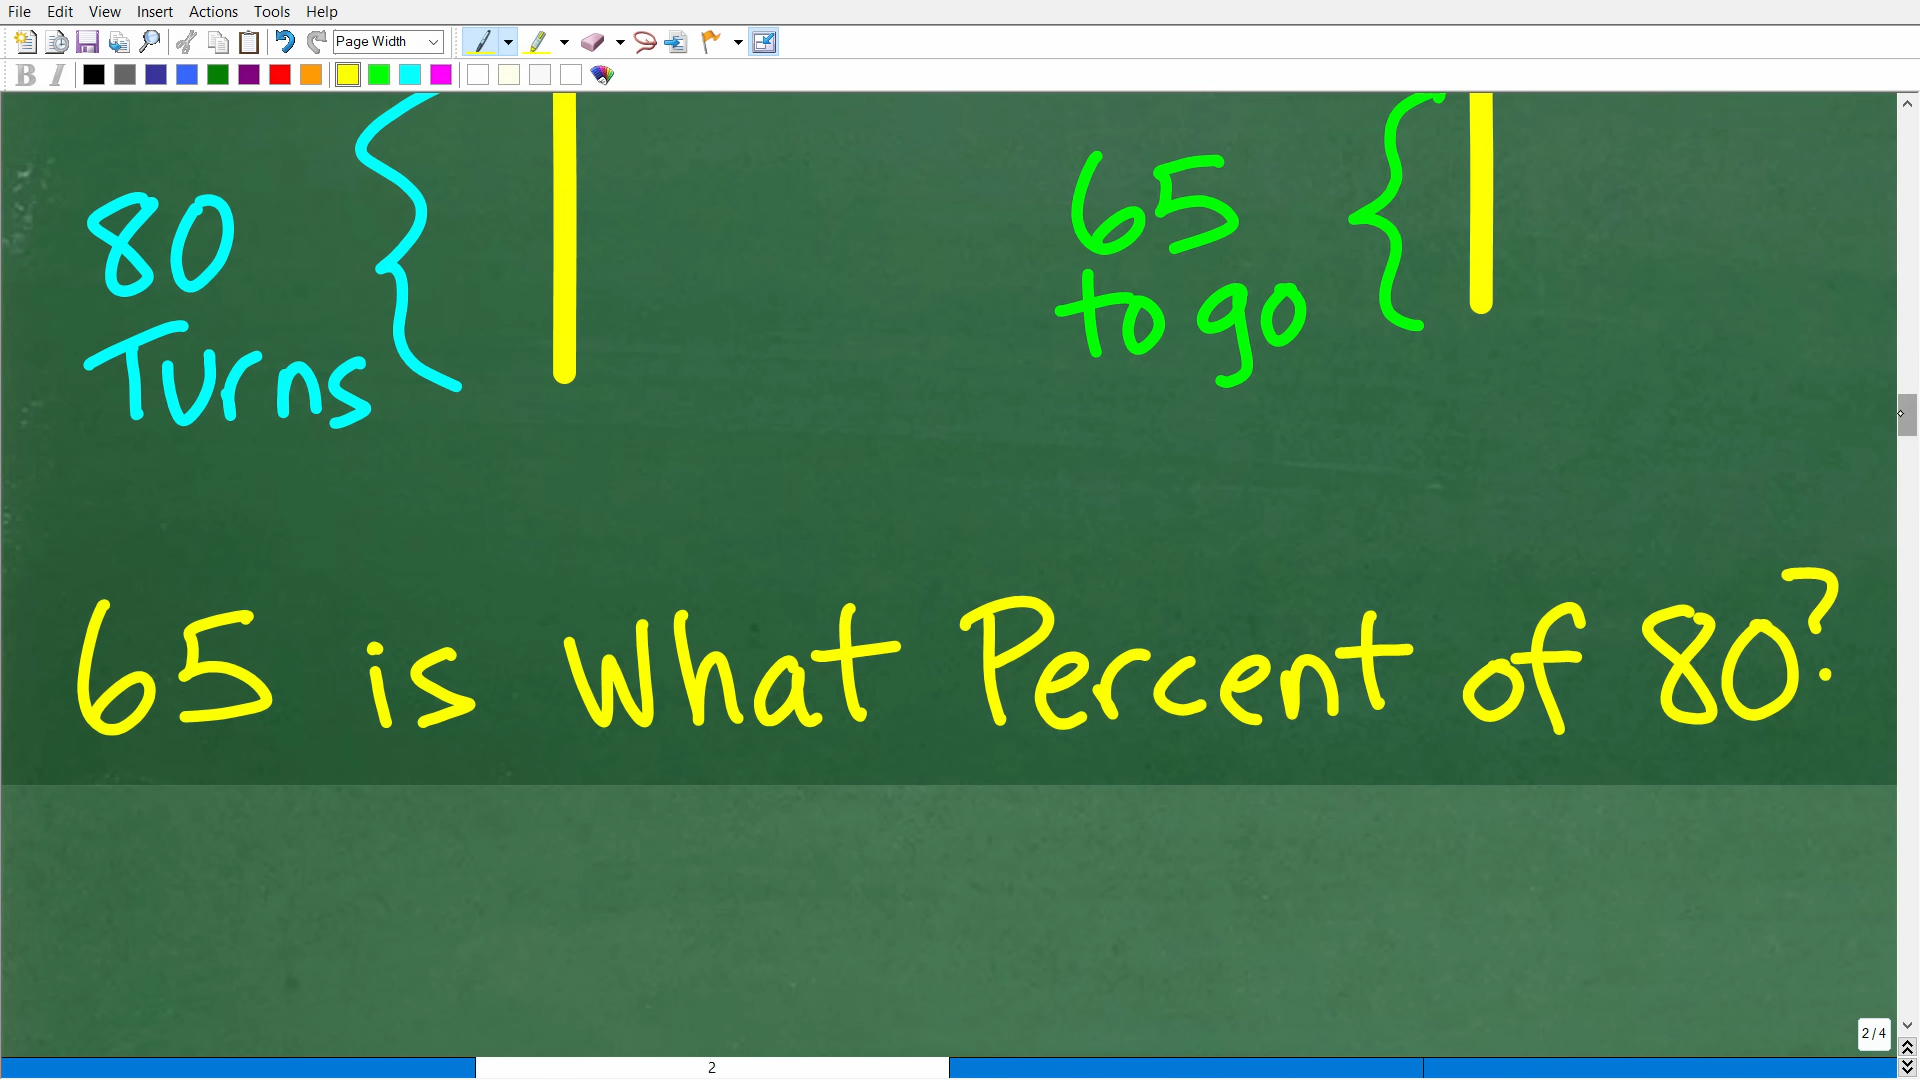 File Edit View Insert Actions Tools Help
Page Width
B I
80
Turns
65
to go
65 is What Percent of 80?
2 / 4
2